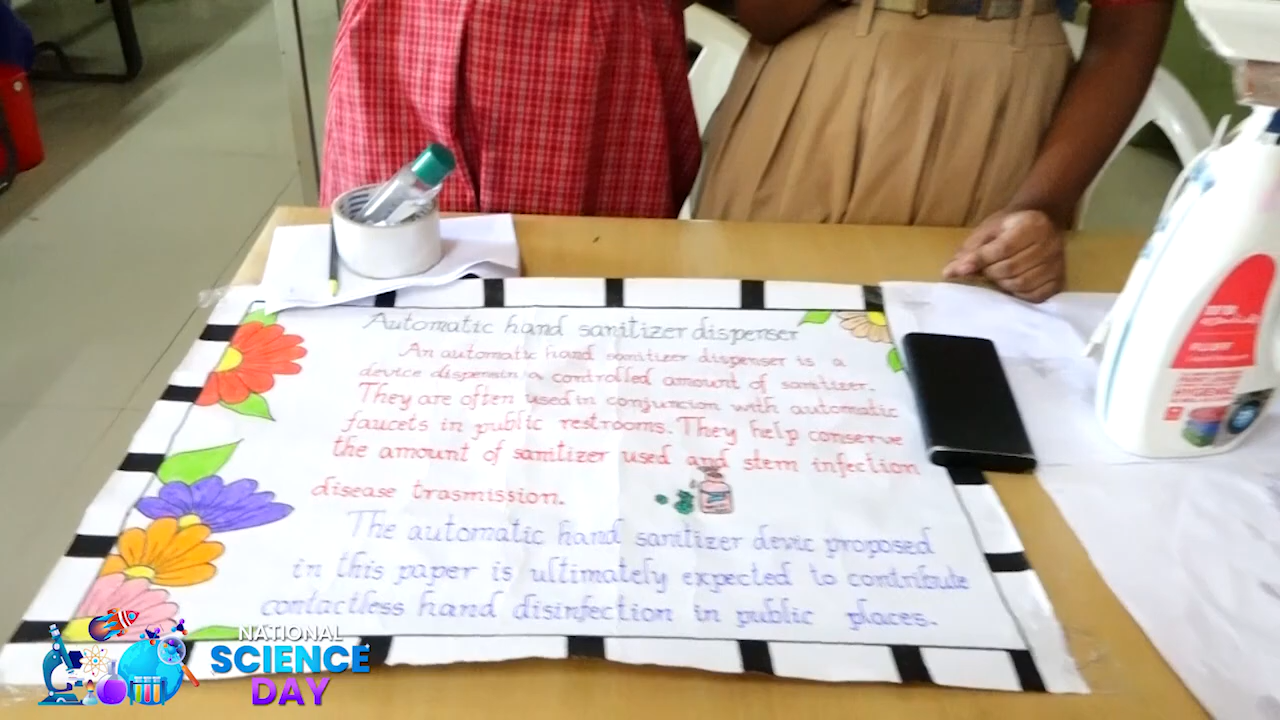 Automatic hand sanitizer dispenser
An automatic hand sanitizer dispenser is a
device dispensin a controlled amount of sanitizer.
They are often used in conjuncion with automatic
faucets in public restrooms. They help conserve
the amount of sanitizer used and stem infection
disease trasmission.
The automatic hand sanitizer devic proposed
in this paper is ultimately expected to contribute
contactless hand disinfection in public places.
NATIONAL
SCIENCE
DAY